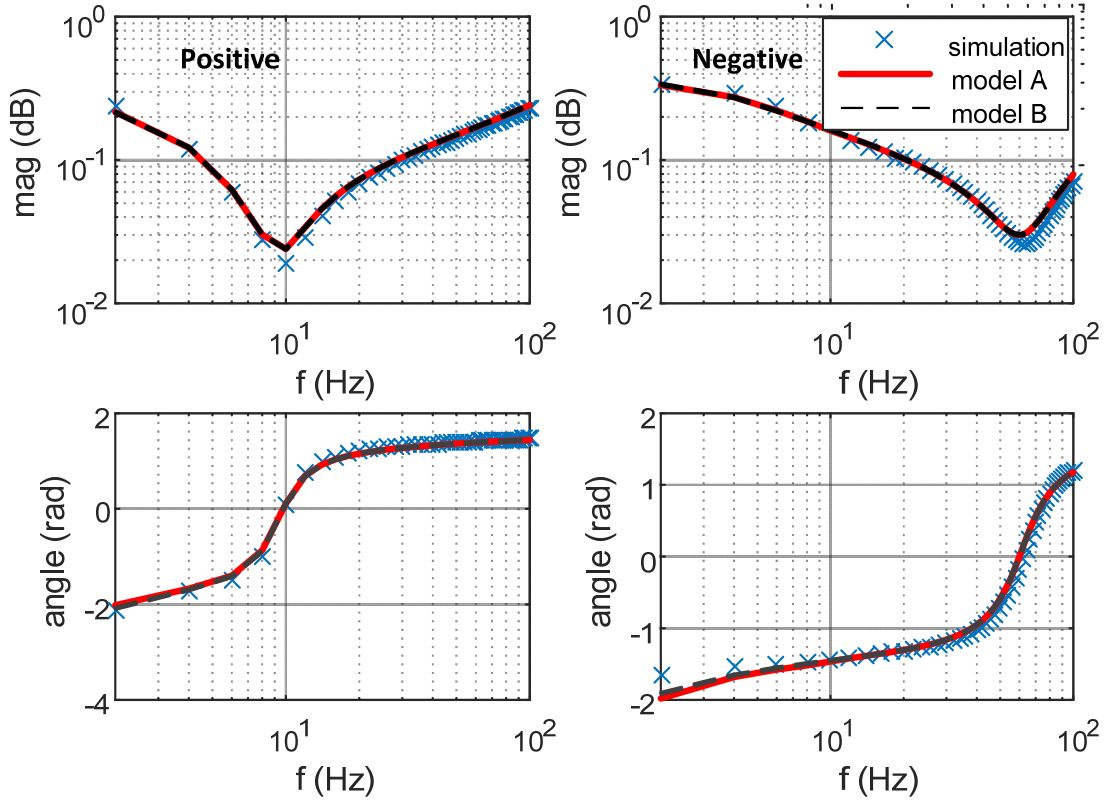 Positive
10^0
10^-1
10^-2
mag (dB)
10^1
10^2
f (Hz)
Negative
simulation
model A
model B
10^0
10^-1
10^-2
mag (dB)
10^1
10^2
f (Hz)
2
0
-2
-4
angle (rad)
10^1
10^2
f (Hz)
2
1
0
-1
-2
angle (rad)
10^1
10^2
f (Hz)